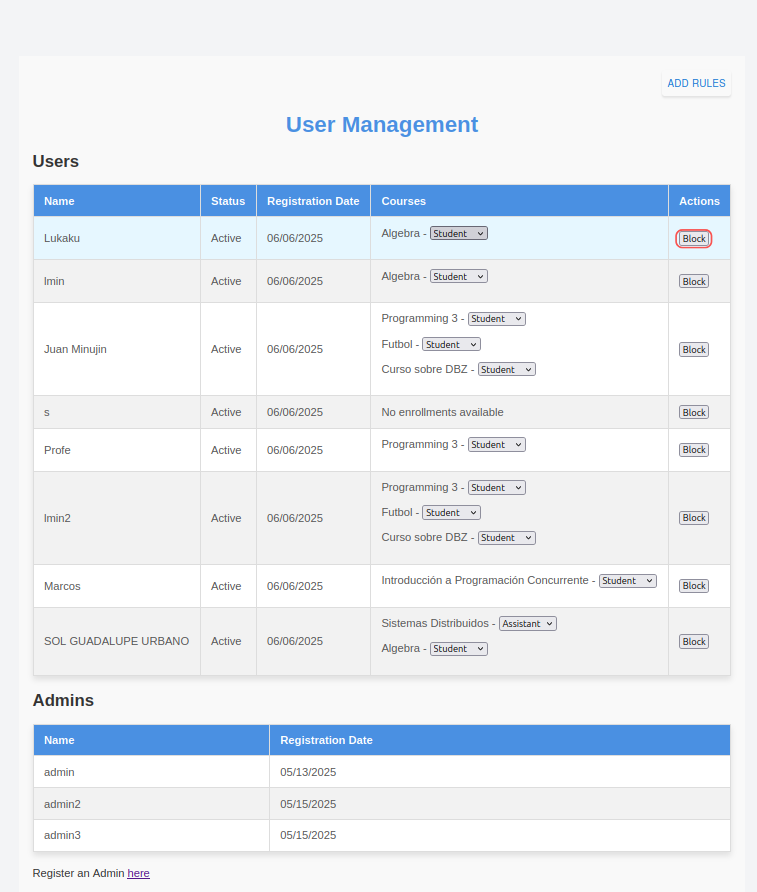 ADD RULES
User Management
Users
Name Status Registration Date Courses Actions
Lukaku Active 06/06/2025 Algebra - Student Block
lmin Active 06/06/2025 Algebra - Student Block
Programming 3 - Student
Juan Minujin Active 06/06/2025 Futbol - Student Block
Curso sobre DBZ - Student
s Active 06/06/2025 No enrollments available Block
Profe Active 06/06/2025 Programming 3 - Student Block
Programming 3 - Student
lmin2 Active 06/06/2025 Futbol - Student Block
Curso sobre DBZ - Student
Marcos Active 06/06/2025 Introducción a Programación Concurrente - Student Block
Sistemas Distribuidos - Assistant
SOL GUADALUPE URBANO Active 06/06/2025 Block
Algebra - Student
Admins
Name Registration Date
admin 05/13/2025
admin2 05/15/2025
admin3 05/15/2025
Register an Admin here